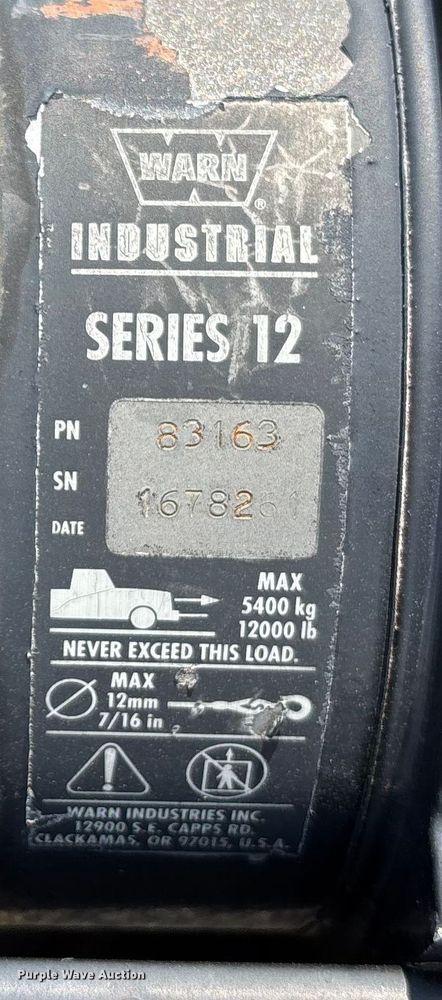 WARN
®
INDUSTRIAL
SERIES 12
PN 83163
SN 1678261
DATE
MAX
5400 kg
12000 lb
NEVER EXCEED THIS LOAD.
MAX
12mm
7/16 in
WARN INDUSTRIES INC.
12900 S.E. CAPPS RD.
CLACKAMAS, OR 97015, U.S.A.
Purple Wave Auction